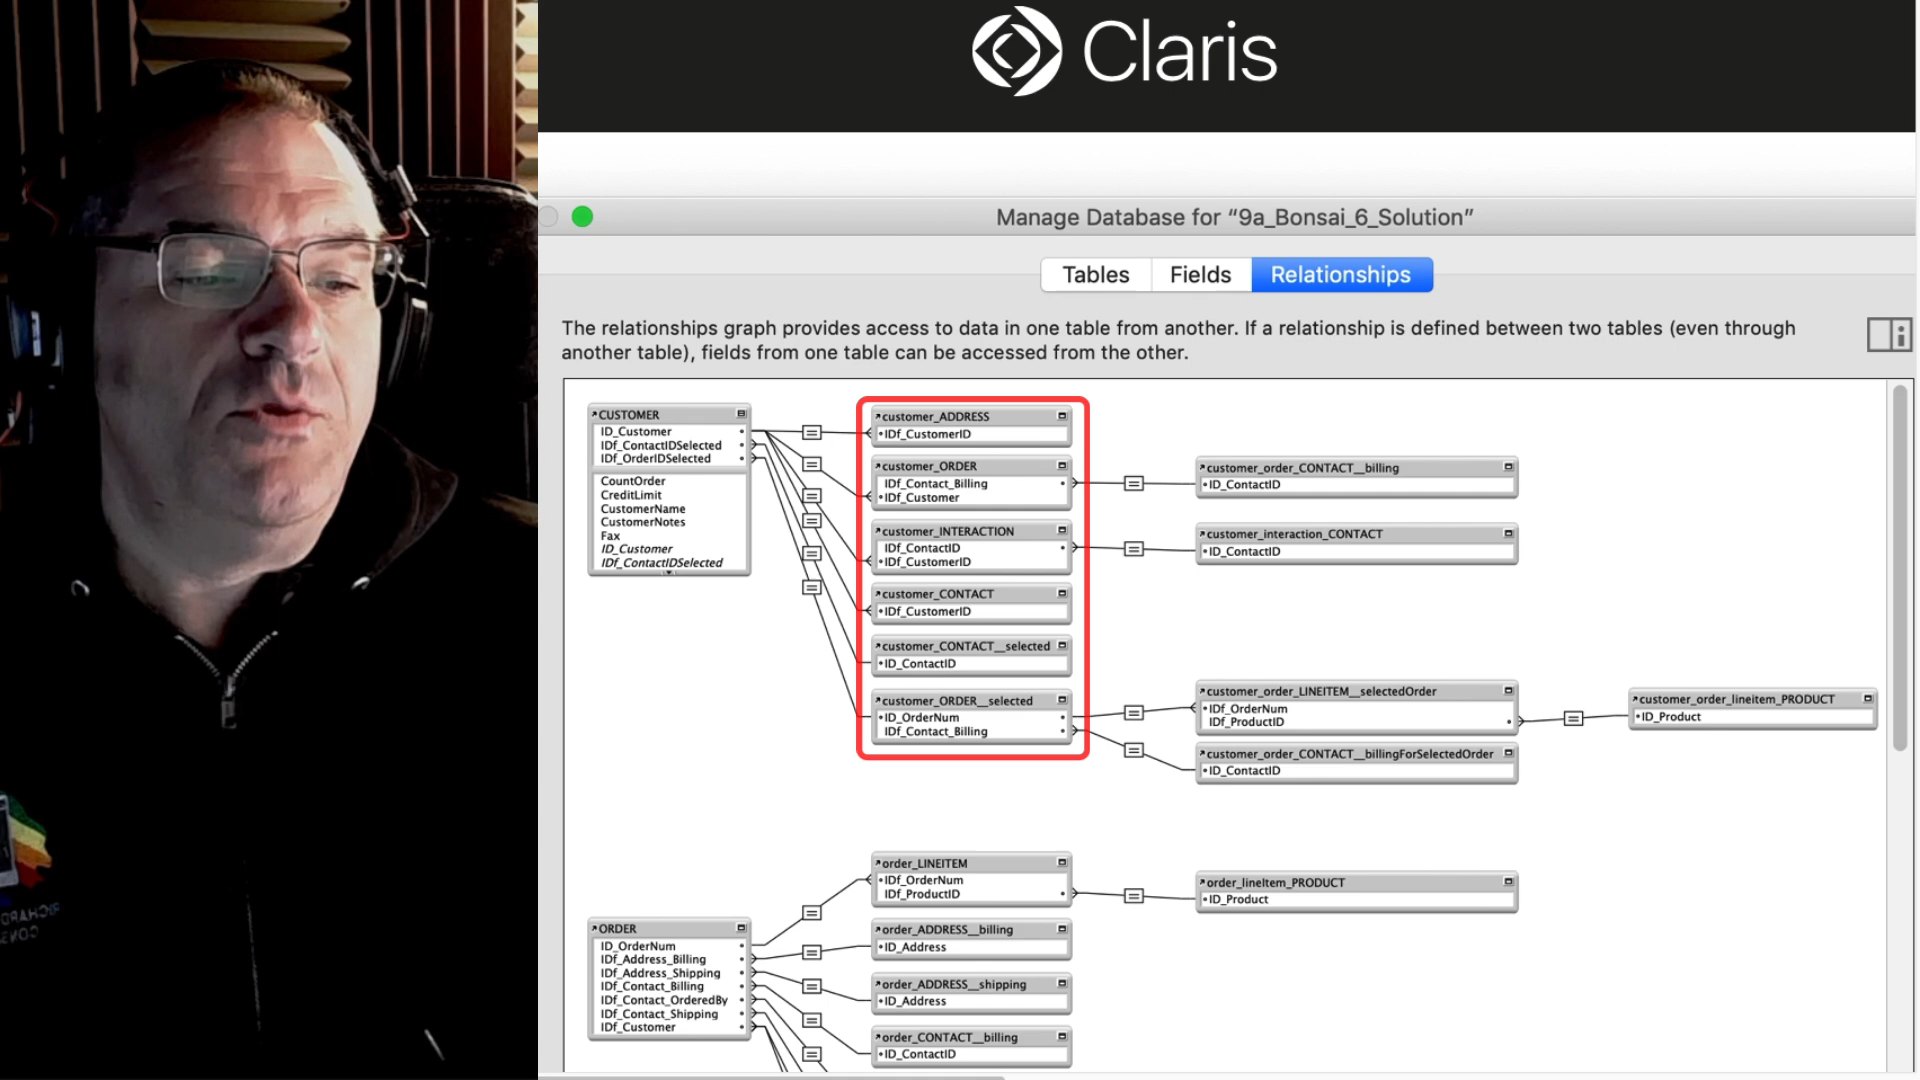 Claris
Manage Database for “9a_Bonsai_6_Solution”
Tables
Fields
Relationships
The relationships graph provides access to data in one table from another. If a relationship is defined between two tables (even through
another table), fields from one table can be accessed from the other.
CUSTOMER
ID_Customer
IDf_ContactIDSelected
IDf_OrderIDSelected
CountOrder
CreditLimit
CustomerName
CustomerNotes
Fax
ID_Customer
IDf_ContactIDSelected
customer_ADDRESS
IDf_CustomerID
customer_ORDER
IDf_Contact_Billing
IDf_Customer
customer_INTERACTION
IDf_ContactID
IDf_CustomerID
customer_CONTACT
IDf_CustomerID
customer_CONTACT__selected
ID_ContactID
customer_ORDER__selected
ID_OrderNum
IDf_Contact_Billing
customer_order_CONTACT__billing
ID_ContactID
customer_interaction_CONTACT
ID_ContactID
customer_order_LINEITEM__selectedOrder
IDf_OrderNum
IDf_ProductID
customer_order_CONTACT__billingForSelectedOrder
ID_ContactID
customer_order_lineitem_PRODUCT
ID_Product
ORDER
ID_OrderNum
IDf_Address_Billing
IDf_Address_Shipping
IDf_Contact_Billing
IDf_Contact_OrderedBy
IDf_Contact_Shipping
IDf_Customer
order_LINEITEM
IDf_OrderNum
IDf_ProductID
order_ADDRESS__billing
ID_Address
order_ADDRESS__shipping
ID_Address
order_CONTACT__billing
ID_ContactID
order_lineItem_PRODUCT
ID_Product